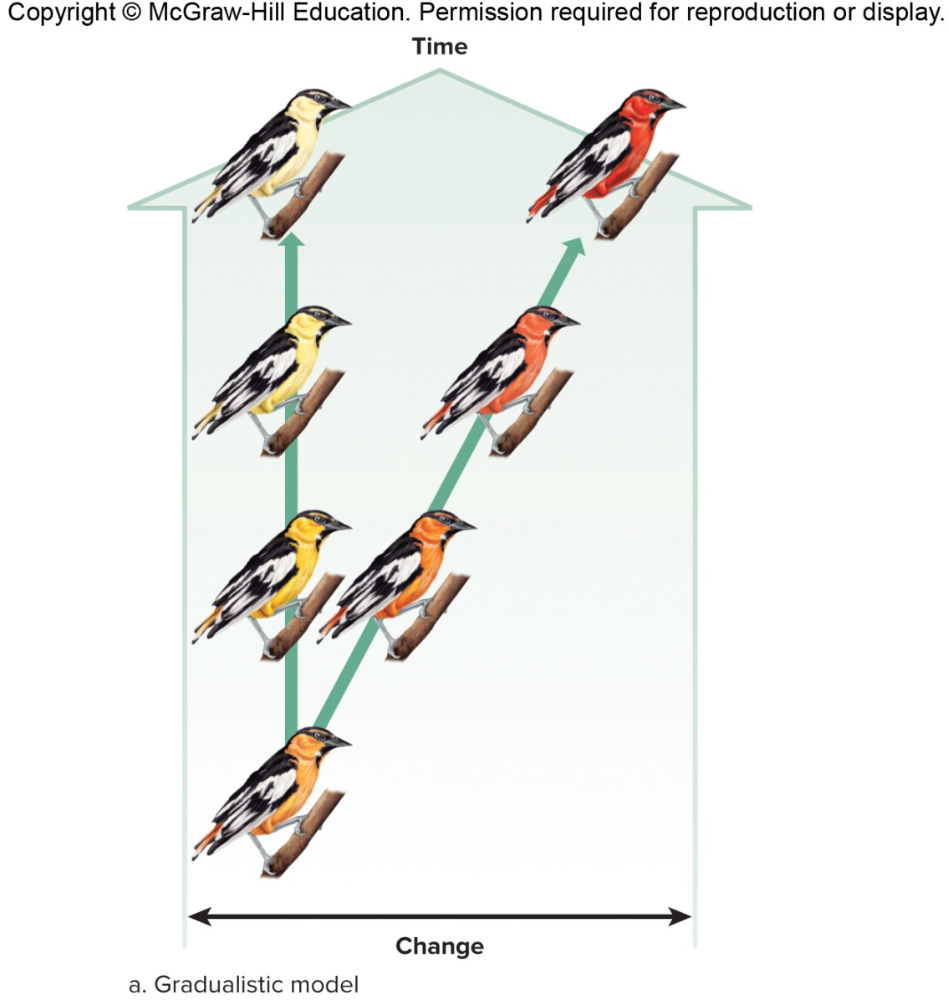 Copyright © McGraw-Hill Education. Permission required for reproduction or display.
Time
Change
a. Gradualistic model